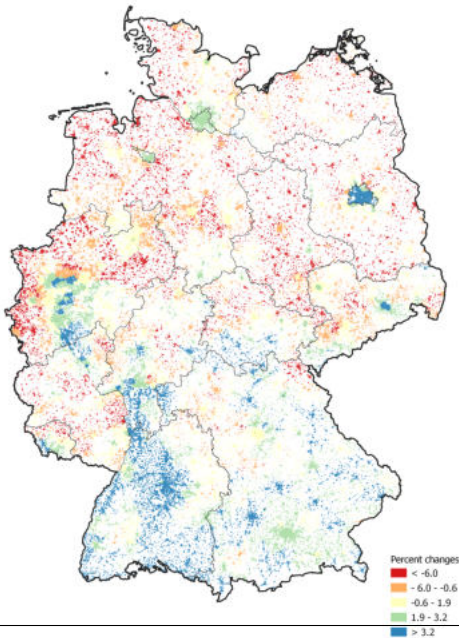 Percent changes
< -6.0
- 6.0 - -0.6
-0.6 - 1.9
1.9 - 3.2
> 3.2